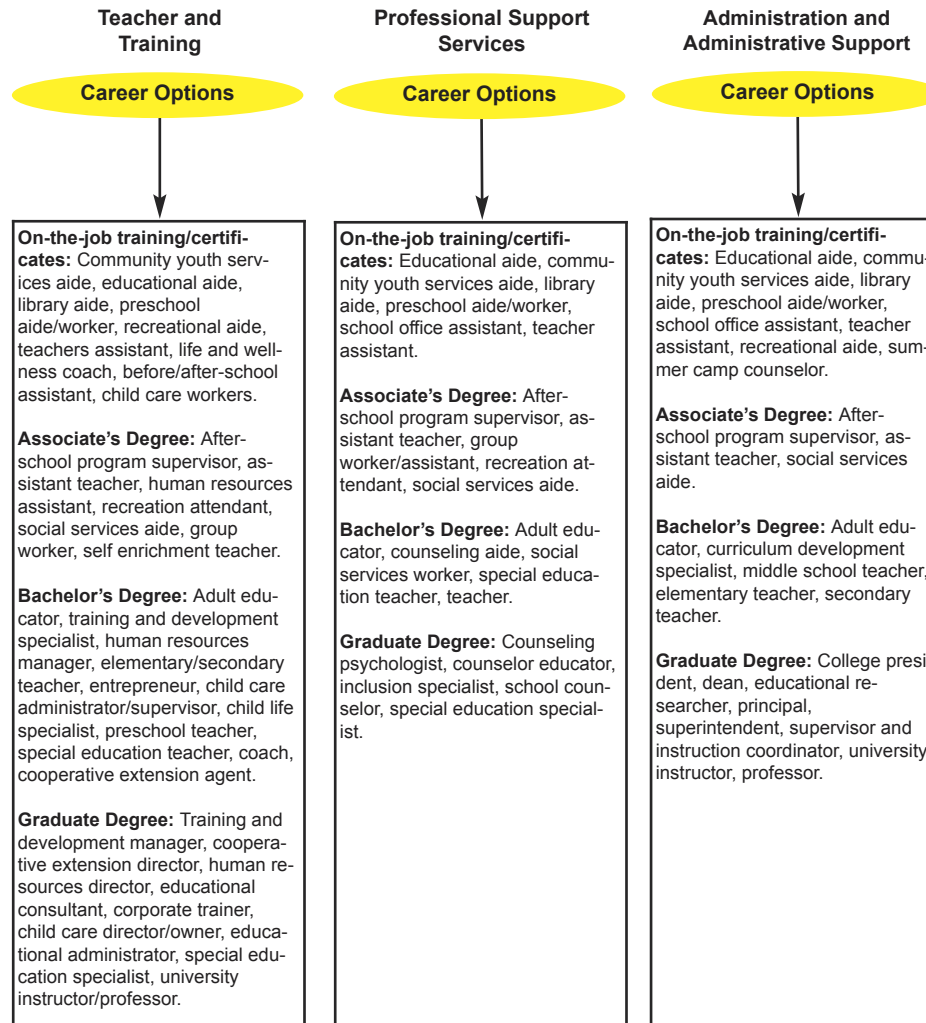 Teacher and
Training
Career Options
On-the-job training/certifi-
cates: Community youth serv-
ices aide, educational aide,
library aide, preschool
aide/worker, recreational aide,
teachers assistant, life and well-
ness coach, before/after-school
assistant, child care workers.
Associate's Degree: After-
school program supervisor, as-
sistant teacher, human resources
assistant, recreation attendant,
social services aide, group
worker, self enrichment teacher.
Bachelor's Degree: Adult edu-
cator, training and development
specialist, human resources
manager, elementary/secondary
teacher, entrepreneur, child care
administrator/supervisor, child life
specialist, preschool teacher,
special education teacher, coach,
cooperative extension agent.
Graduate Degree: Training and
development manager, coopera-
tive extension director, human re-
sources director, educational
consultant, corporate trainer,
child care director/owner, educa-
tional administrator, special edu-
cation specialist, university
instructor/professor.
Professional Support
Services
Career Options
On-the-job training/certifi-
cates: Educational aide, commu-
nity youth services aide, library
aide, preschool aide/worker,
school office assistant, teacher
assistant.
Associate's Degree: After-
school program supervisor, as-
sistant teacher, group
worker/assistant, recreation at-
tendant, social services aide.
Bachelor's Degree: Adult edu-
cator, counseling aide, social
services worker, special educa-
tion teacher, teacher.
Graduate Degree: Counseling
psychologist, counselor educator,
inclusion specialist, school coun-
selor, special education special-
ist.
Administration and
Administrative Support
Career Options
On-the-job training/certifi-
cates: Educational aide, commu-
nity youth services aide, library
aide, preschool aide/worker,
school office assistant, teacher
assistant, recreational aide, sum-
mer camp counselor.
Associate's Degree: After-
school program supervisor, as-
sistant teacher, social services
aide.
Bachelor's Degree: Adult edu-
cator, curriculum development
specialist, middle school teacher,
elementary teacher, secondary
teacher.
Graduate Degree: College presi
dent, dean, educational re-
searcher, principal,
superintendent, supervisor and
instruction coordinator, university
instructor, professor.